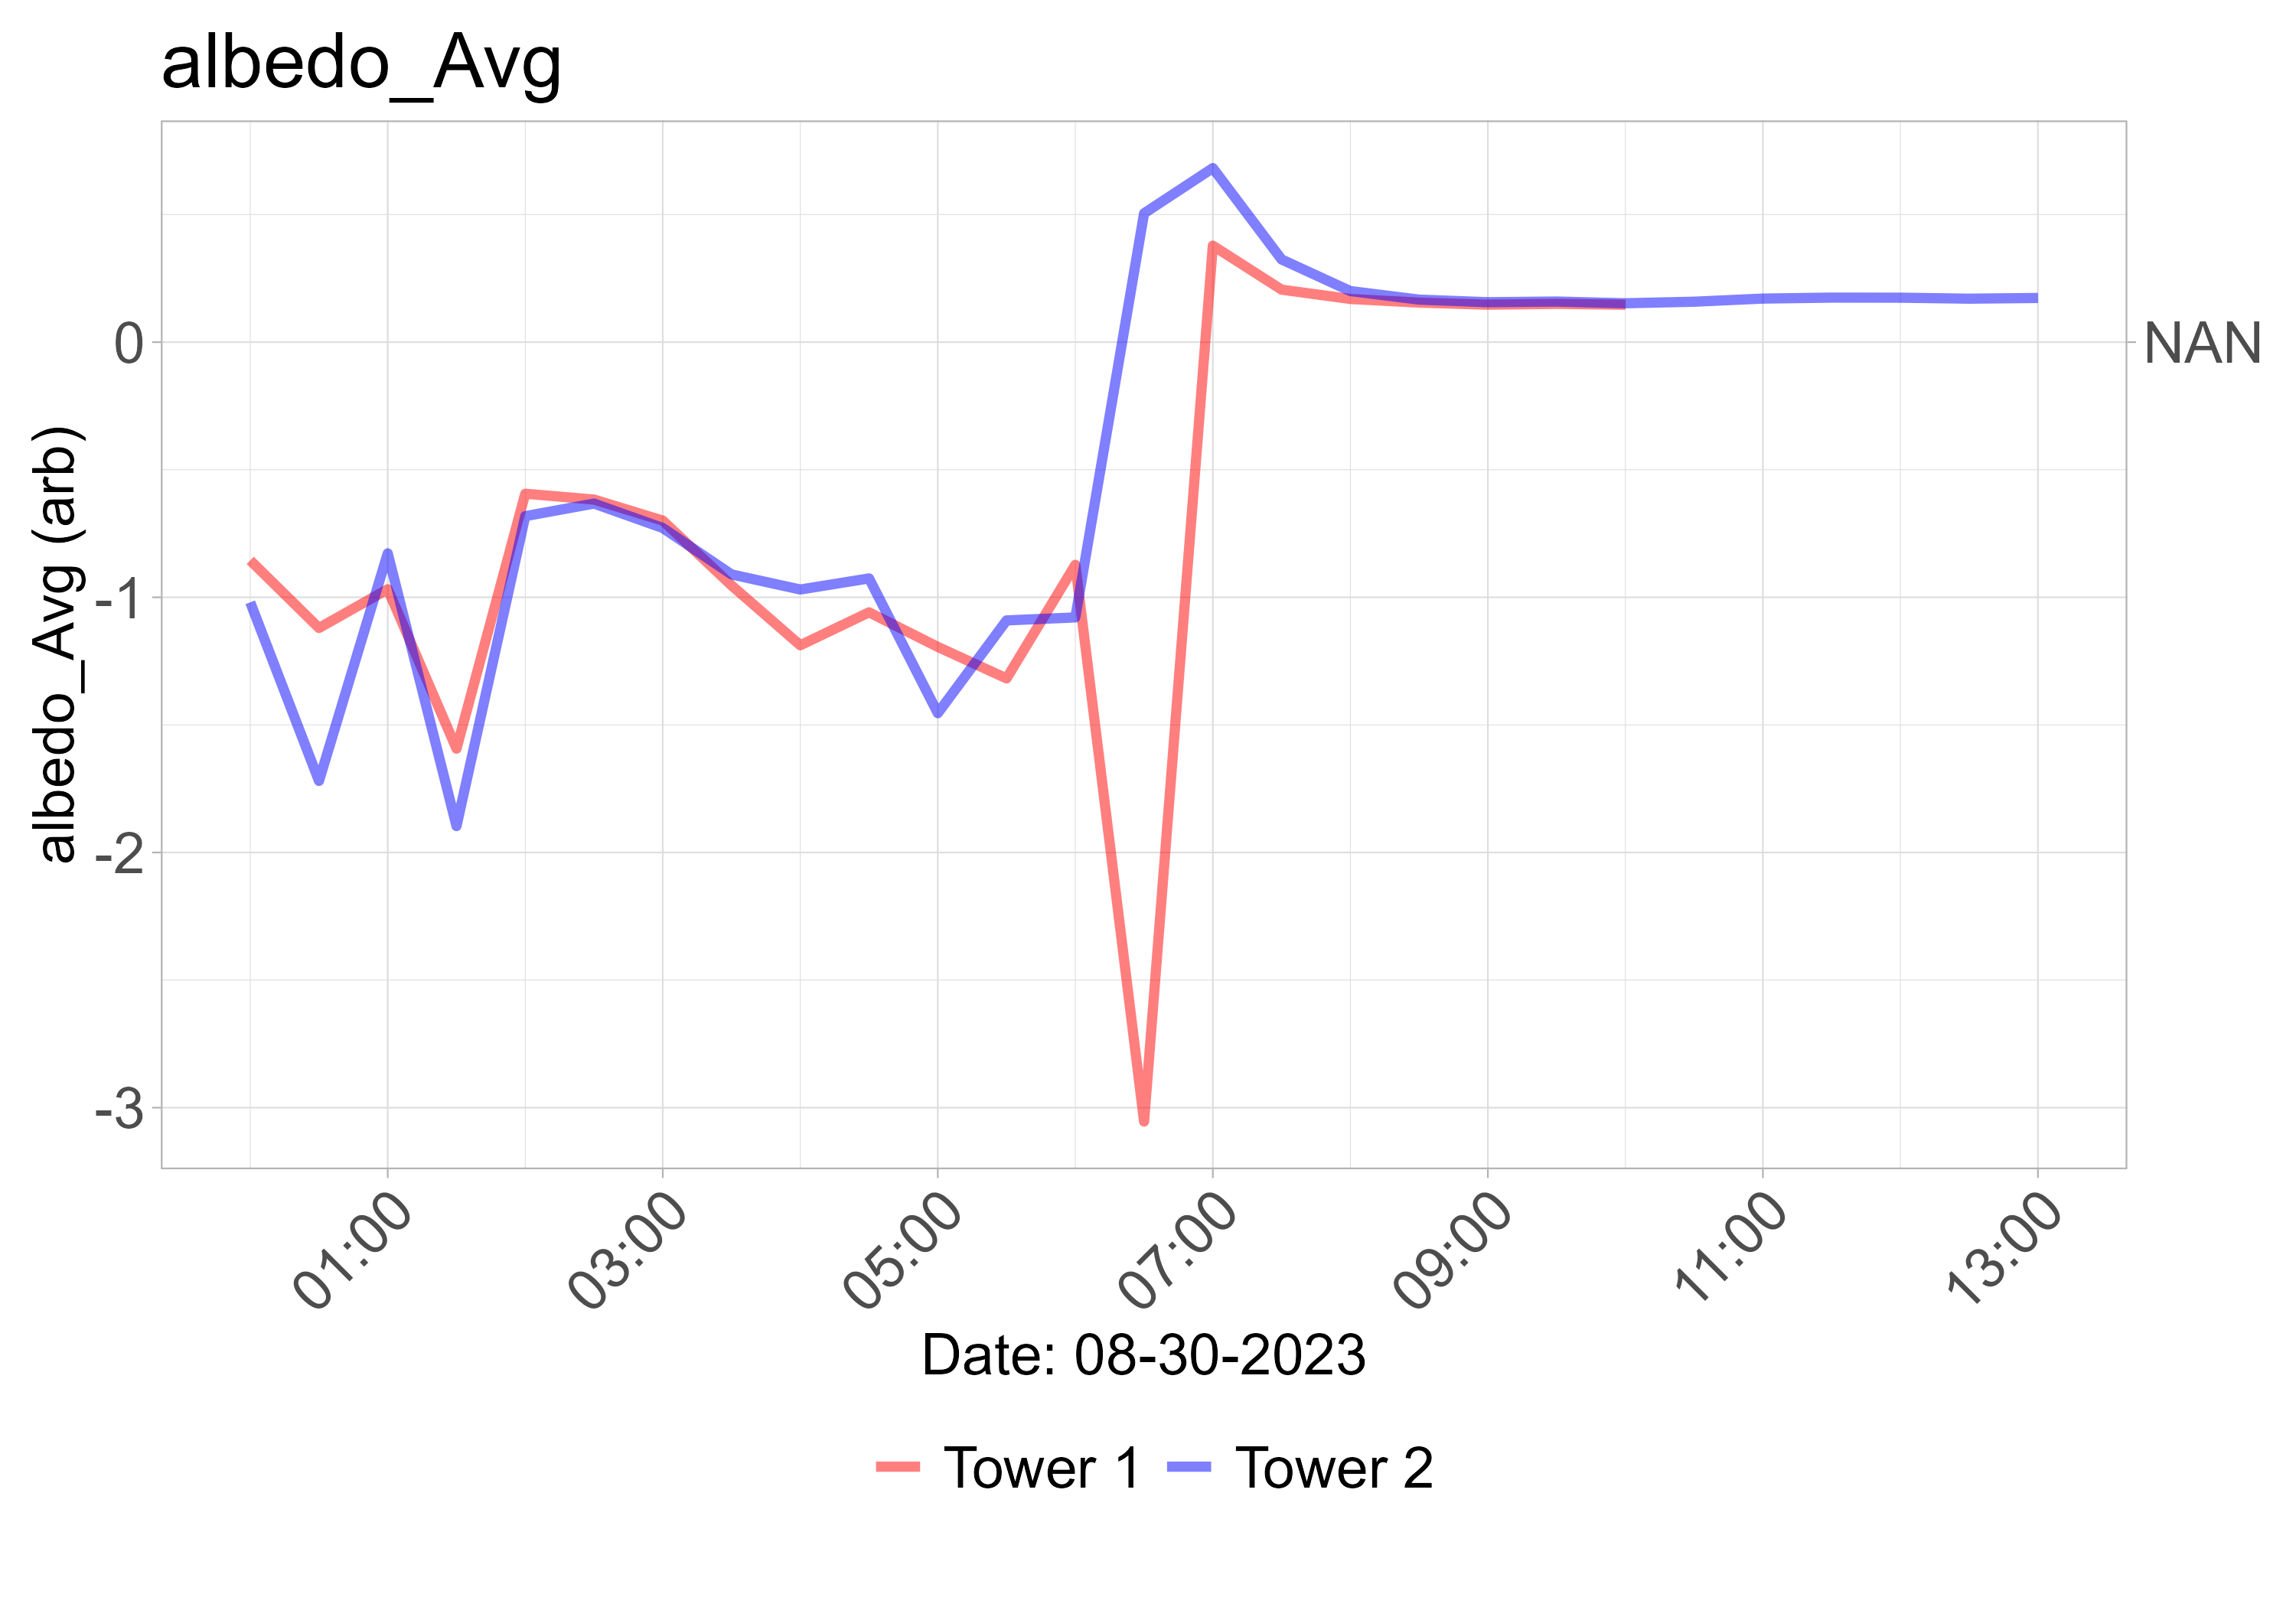 albedo_Avg
albedo_Avg (arb)
0
-1
-2
-3
NAN
01:00
03:00
05:00
07:00
09:00
11:00
13:00
Date: 08-30-2023
Tower 1
Tower 2